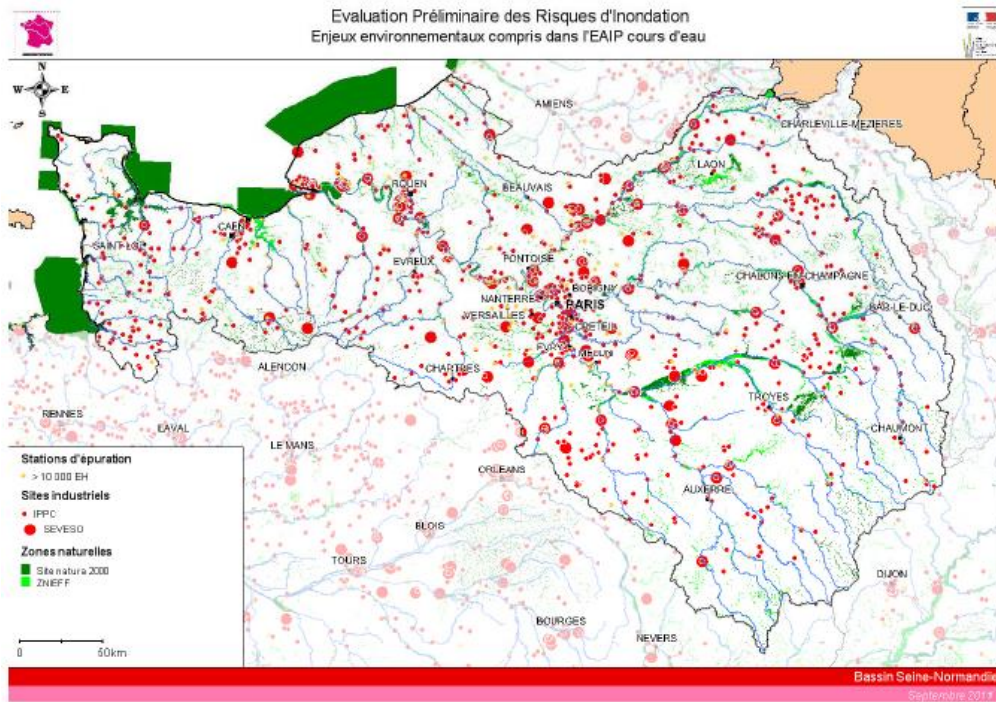 Evaluation Préliminaire des Risques d'Inondation
Enjeux environnementaux compris dans l'EAIP cours d'eau
N
W E
S
AMIENS
CHARLEVILLE-MEZIERES
LAON
ROUEN
BEAUVAIS
CAEN
SAINT-LO
EVREUX
PONTOISE
CHALONS-EN-CHAMPAGNE
BOBIGNY
NANTERRE
PARIS
BAR-LE-DUC
VERSAILLES
CRETEIL
EVRY
MELUN
CHARTRES
ALENCON
TROYES
RENNES
LAVAL
CHAUMONT
LE MANS
ORLEANS
AUXERRE
BLOIS
TOURS
DIJON
BOURGES
NEVERS
Stations d'épuration
> 10 000 EH
Sites industriels
IPPC
SEVESO
Zones naturelles
Site natura 2000
ZNIEFF
0 50km
Bassin Seine-Normandie
Septembre 2011